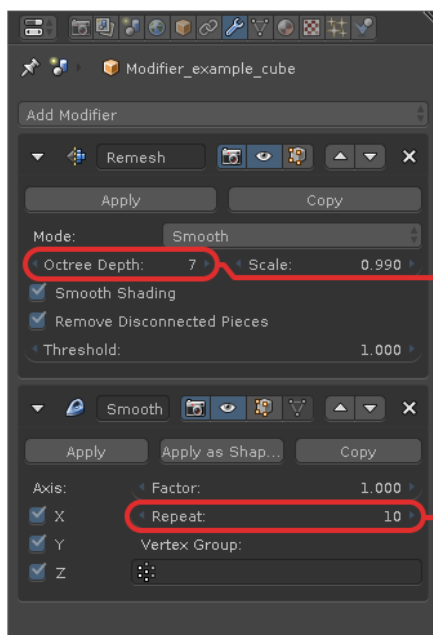 Modifier_example_cube
Add Modifier
Remesh
Apply Copy
Mode: Smooth
Octree Depth: 7 Scale: 0.990
Smooth Shading
Remove Disconnected Pieces
Threshold: 1.000
Smooth
Apply Apply as Shap... Copy
Axis: Factor: 1.000
X Repeat: 10
Y Vertex Group:
Z